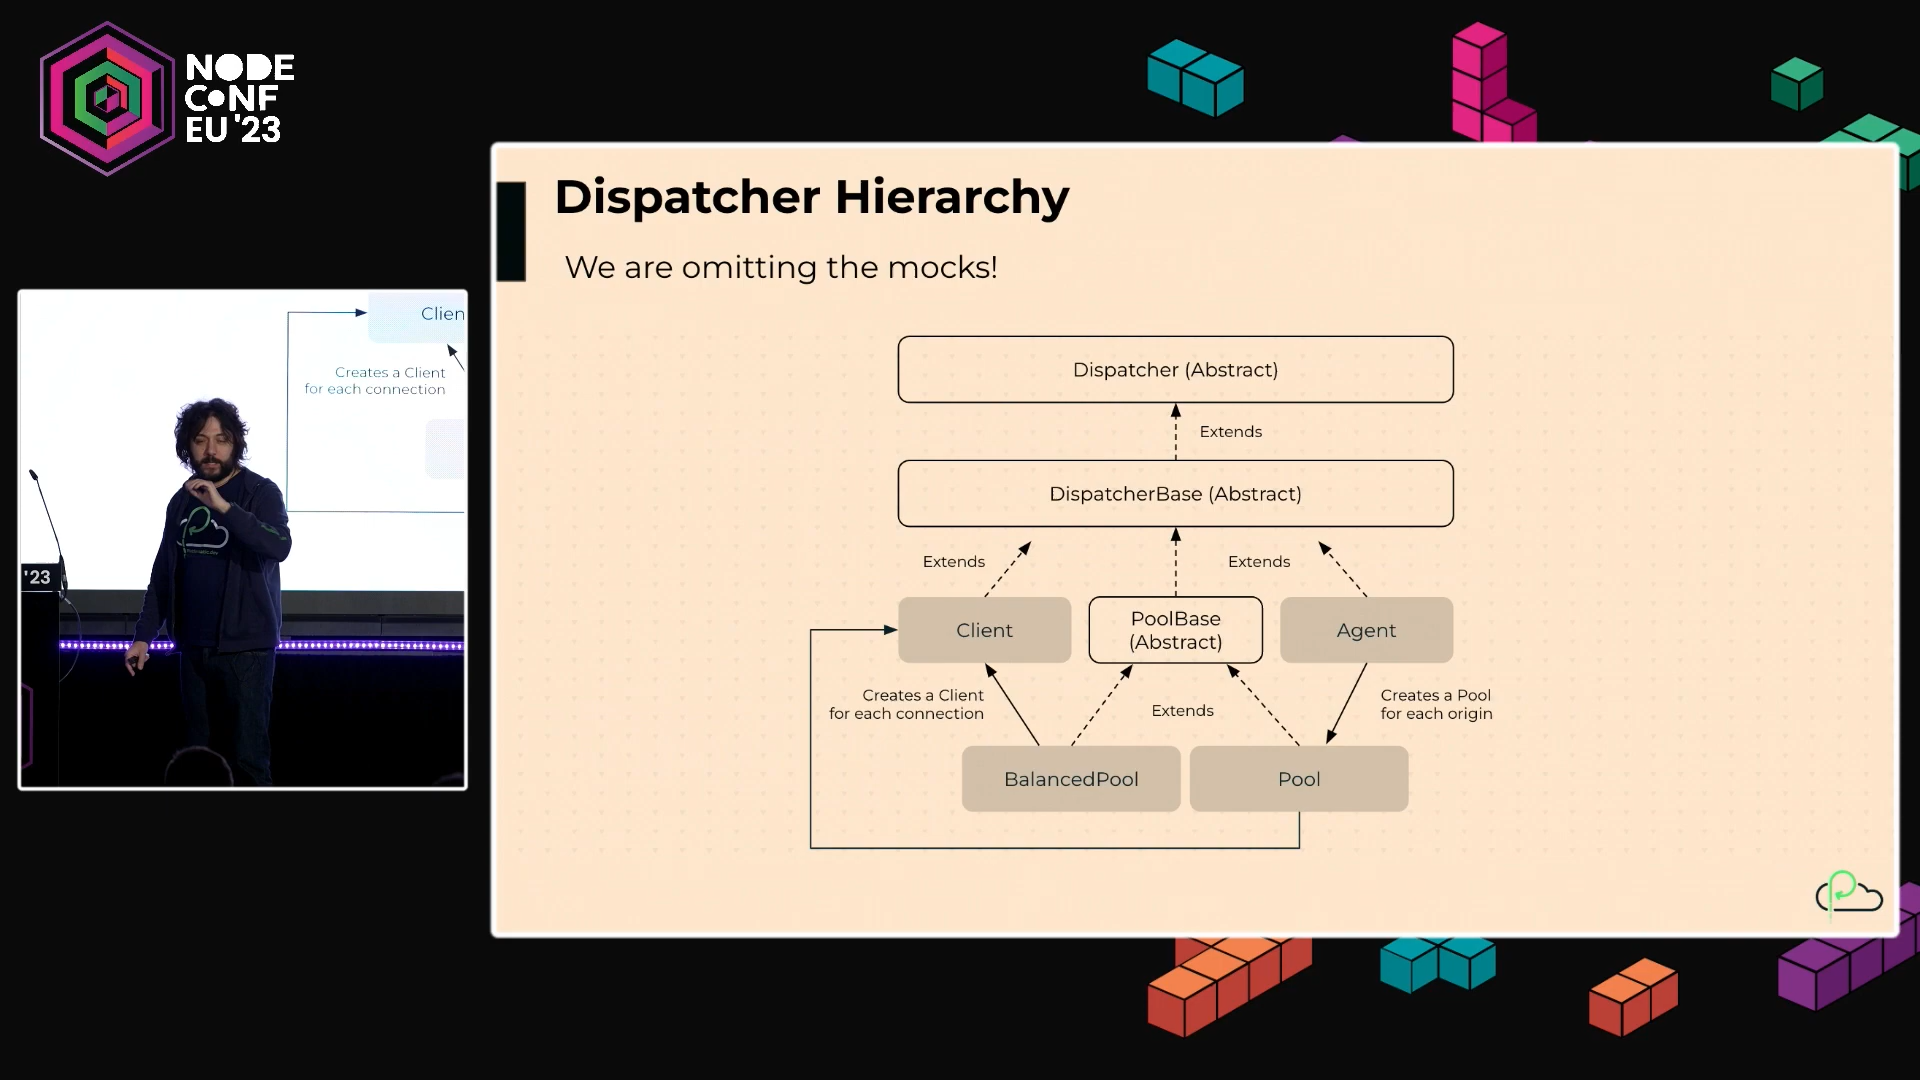 NODE
CONF
EU '23
Dispatcher Hierarchy
We are omitting the mocks!
Dispatcher (Abstract)
Extends
DispatcherBase (Abstract)
Extends
Extends
Client
PoolBase
(Abstract)
Agent
Creates a Client
for each connection
Extends
Creates a Pool
for each origin
BalancedPool
Pool
Clien
Creates a Client
for each connection
'23